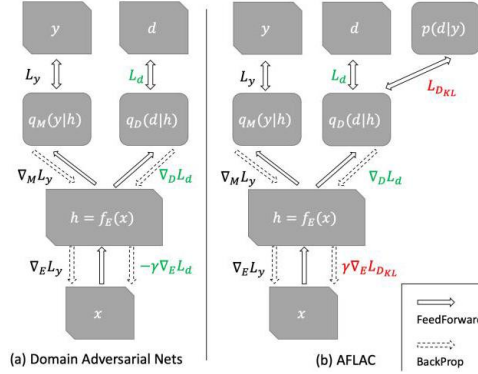 y
d
L_y
L_d
q_M(y|h)
q_D(d|h)
∇_M L_y
∇_D L_d
h = f_E(x)
∇_E L_y
−γ∇_E L_d
x
(a) Domain Adversarial Nets
y
d
p(d|y)
L_y
L_d
L_{D_{KL}}
q_M(y|h)
q_D(d|h)
∇_M L_y
∇_D L_d
h = f_E(x)
∇_E L_y
γ∇_E L_{D_{KL}}
x
(b) AFLAC
FeedForward
BackProp